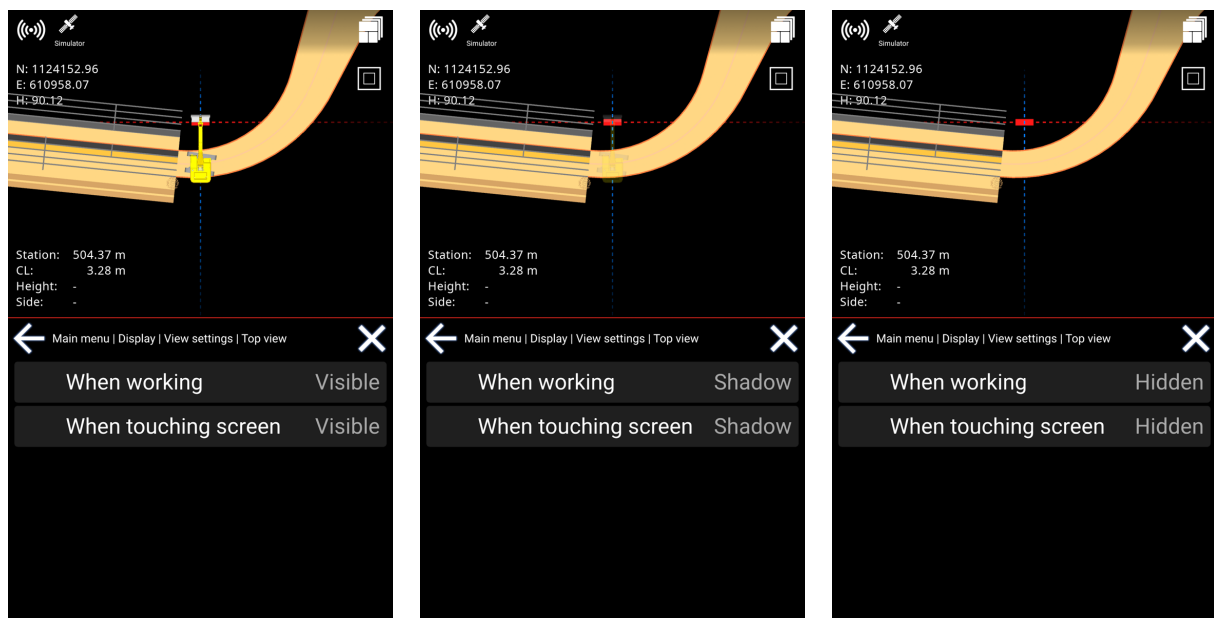 Simulator
N: 1124152.96
E: 610958.07
H: 90.12
Station: 504.37 m
CL: 3.28 m
Height: -
Side: -
Main menu | Display | View settings | Top view
When working Visible
When touching screen Visible
Simulator
N: 1124152.96
E: 610958.07
H: 90.12
Station: 504.37 m
CL: 3.28 m
Height: -
Side: -
Main menu | Display | View settings | Top view
When working Shadow
When touching screen Shadow
Simulator
N: 1124152.96
E: 610958.07
H: 90.12
Station: 504.37 m
CL: 3.28 m
Height: -
Side: -
Main menu | Display | View settings | Top view
When working Hidden
When touching screen Hidden